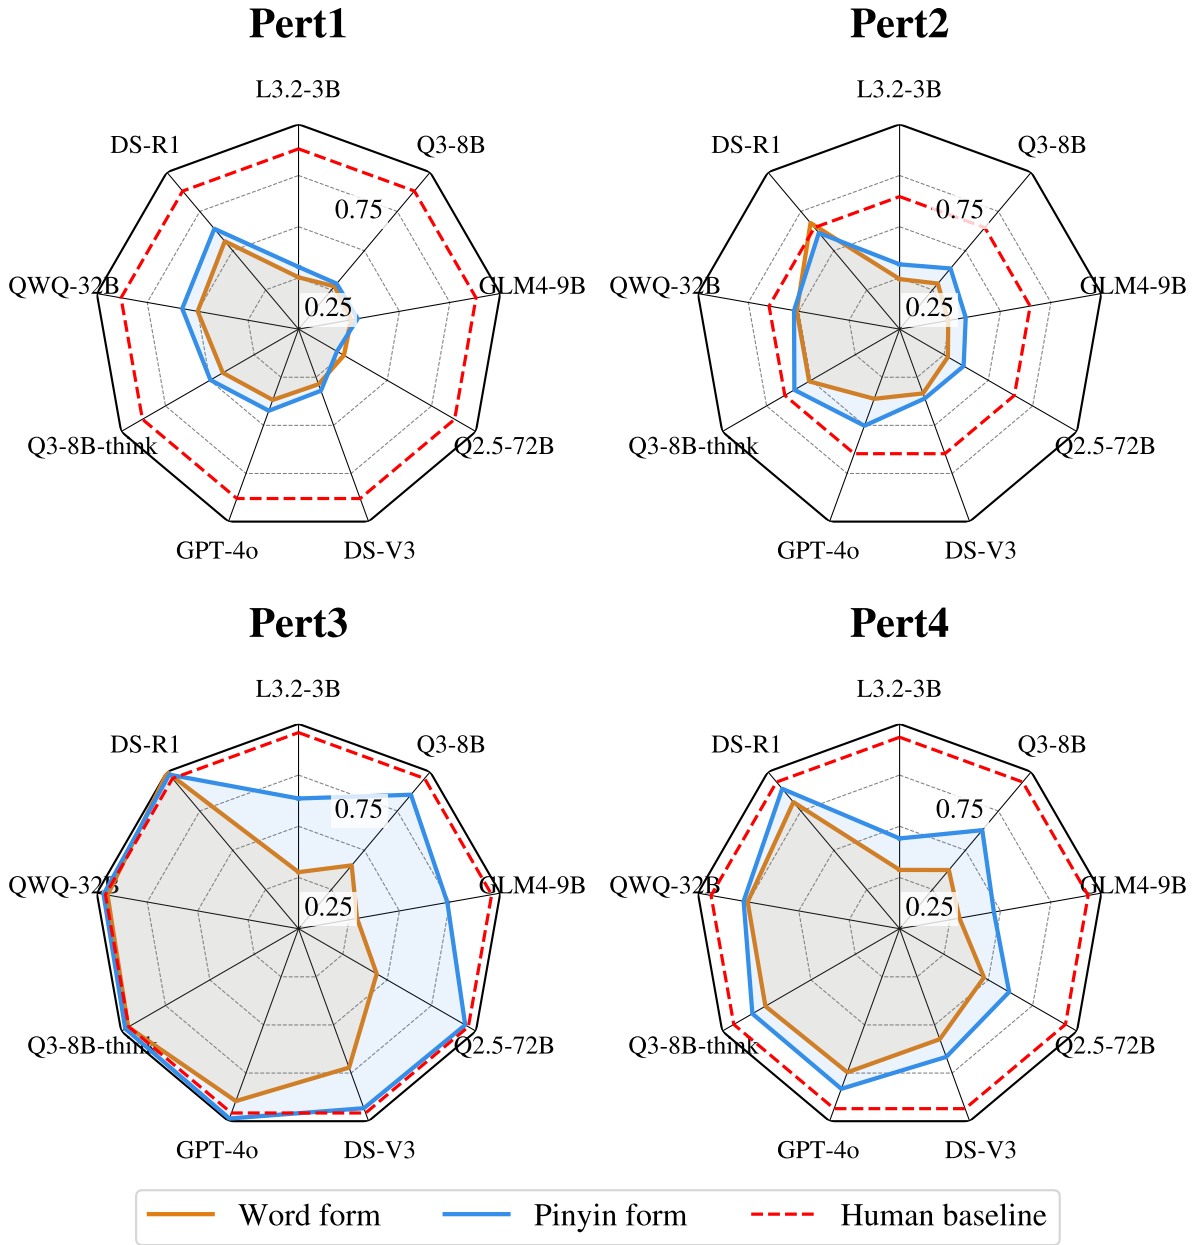 Pert1
L3.2-3B
DS-R1
Q3-8B
0.75
QWQ-32B
GLM4-9B
0.25
Q3-8B-think
Q2.5-72B
GPT-4o
DS-V3
Pert2
L3.2-3B
DS-R1
Q3-8B
0.75
QWQ-32B
GLM4-9B
0.25
Q3-8B-think
Q2.5-72B
GPT-4o
DS-V3
Pert3
L3.2-3B
DS-R1
Q3-8B
0.75
QWQ-32B
GLM4-9B
0.25
Q3-8B-think
Q2.5-72B
GPT-4o
DS-V3
Pert4
L3.2-3B
DS-R1
Q3-8B
0.75
QWQ-32B
GLM4-9B
0.25
Q3-8B-think
Q2.5-72B
GPT-4o
DS-V3
Word form
Pinyin form
Human baseline